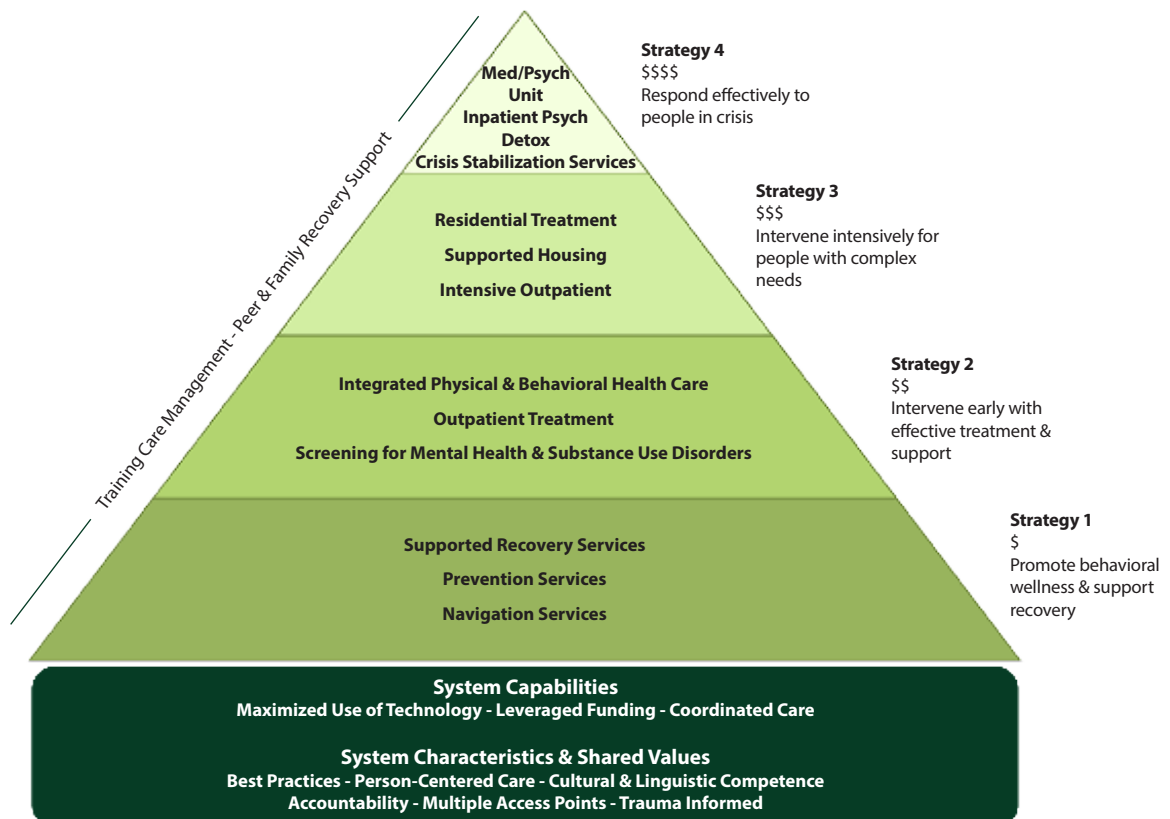 Med/Psych
Unit
Inpatient Psych
Detox
Crisis Stabilization Services
Strategy 4
$$$$
Respond effectively to
people in crisis
Training Care Management - Peer & Family Recovery Support
Residential Treatment
Supported Housing
Intensive Outpatient
Strategy 3
$$$
Intervene intensively for
people with complex
needs
Integrated Physical & Behavioral Health Care
Outpatient Treatment
Screening for Mental Health & Substance Use Disorders
Strategy 2
$$
Intervene early with
effective treatment &
support
Supported Recovery Services
Prevention Services
Navigation Services
Strategy 1
$
Promote behavioral
wellness & support
recovery
System Capabilities
Maximized Use of Technology - Leveraged Funding - Coordinated Care
System Characteristics & Shared Values
Best Practices - Person-Centered Care - Cultural & Linguistic Competence
Accountability - Multiple Access Points - Trauma Informed